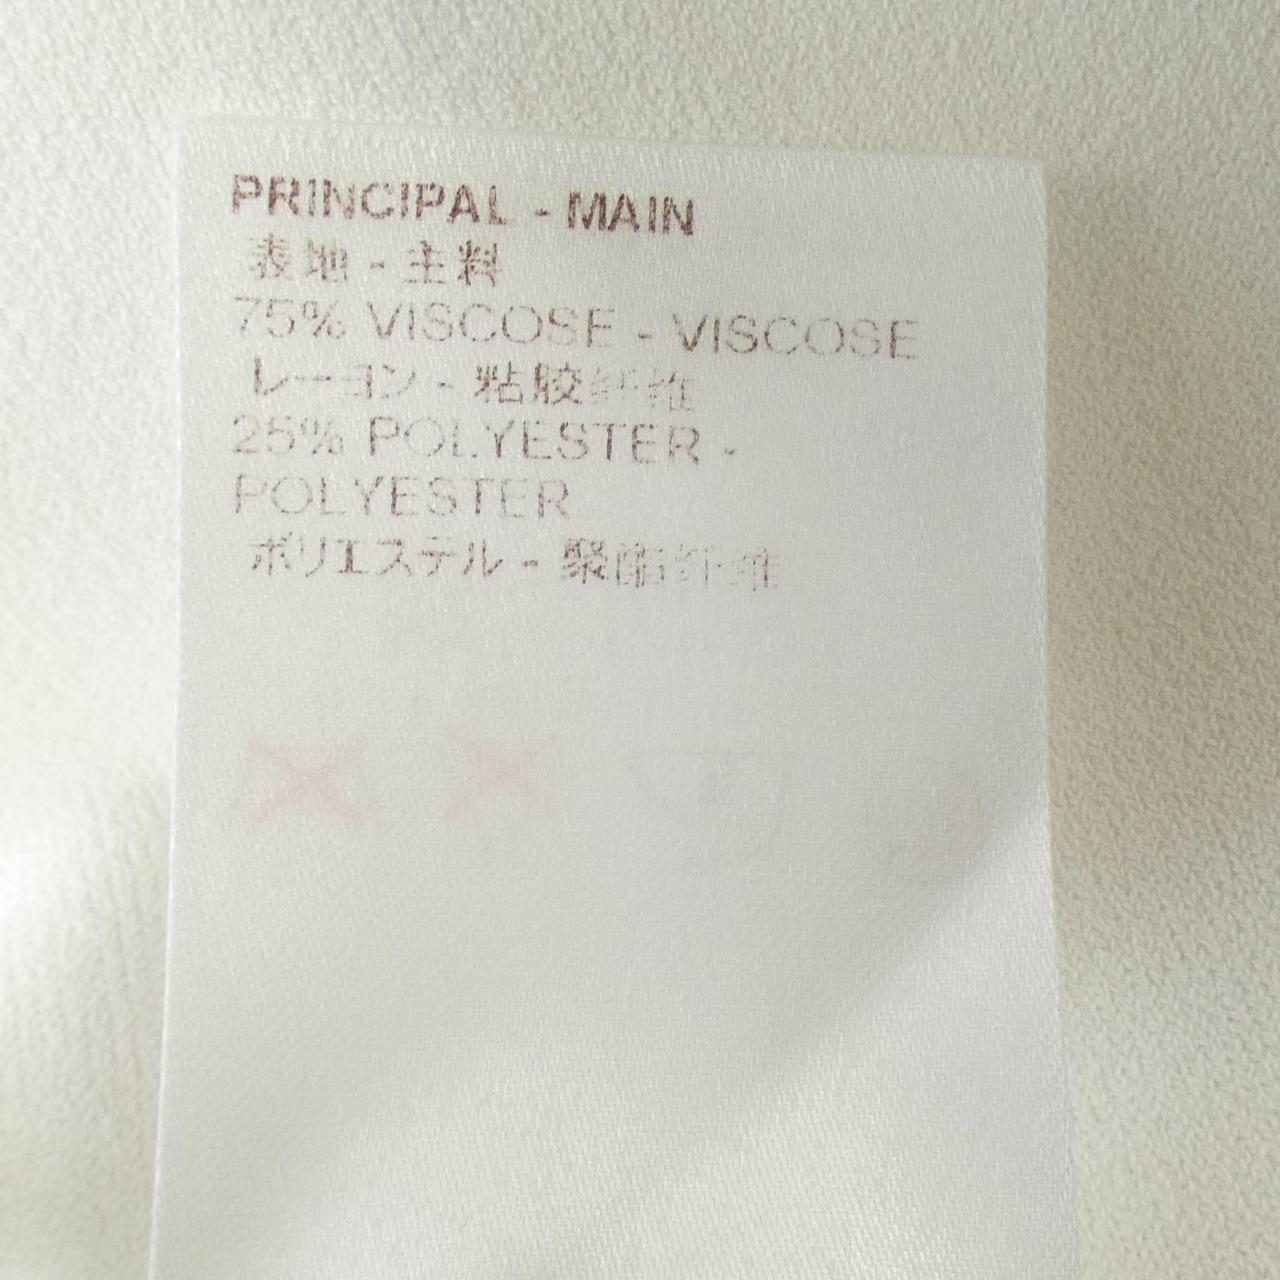 PRINCIPAL - MAIN
表地 - 主料
75% VISCOSE - VISCOSE
レーヨン - 粘胶纤维
25% POLYESTER -
POLYESTER
ポリエステル - 聚酯纤维